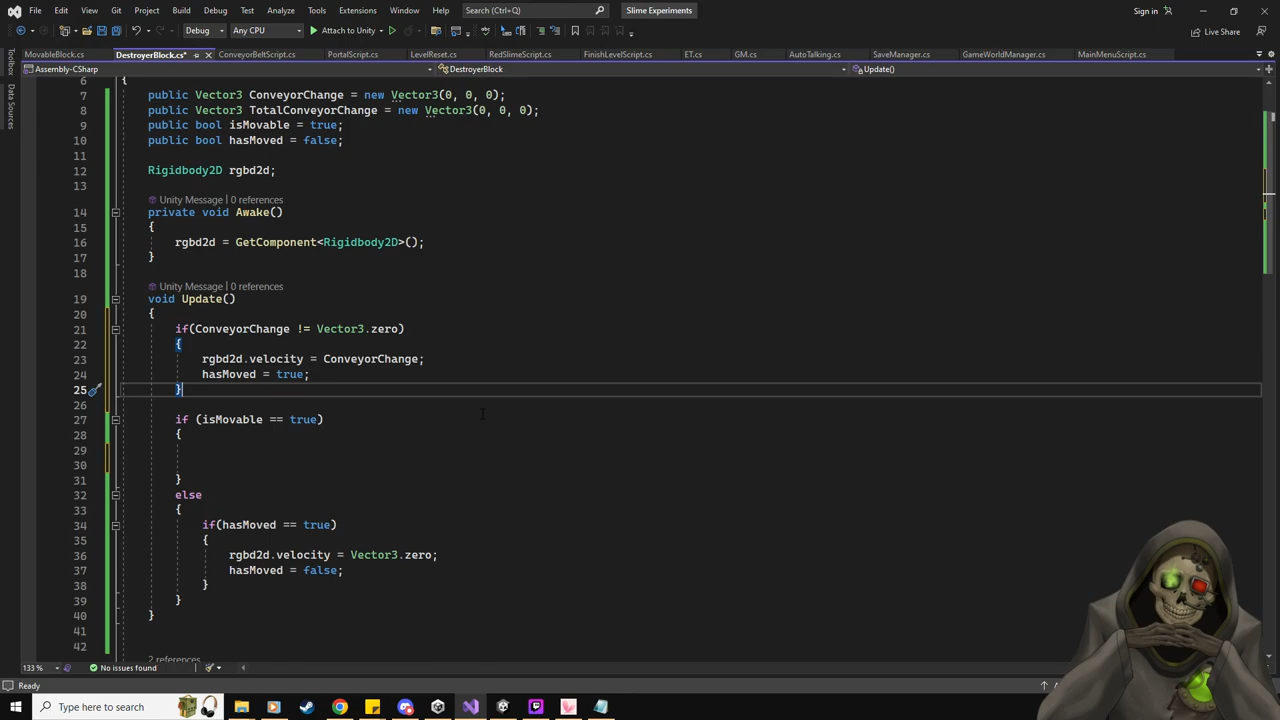 File Edit View Git Project Build Debug Test Analyze Tools Extensions Window Help Search (Ctrl+Q) Slime Experiments Sign in
Debug Any CPU Attach to Unity Live Share
MovableBlock.cs DestroyerBlock.cs* ConveyorBeltScript.cs PortalScript.cs LevelReset.cs RedSlimeScript.cs FinishLevelScript.cs ET.cs GM.cs AutoTalking.cs SaveManager.cs GameWorldManager.cs MainMenuScript.cs
Assembly-CSharp DestroyerBlock Update()
Data Sources
Toolbox
6 {
7 public Vector3 ConveyorChange = new Vector3(0, 0, 0);
8 public Vector3 TotalConveyorChange = new Vector3(0, 0, 0);
9 public bool isMovable = true;
10 public bool hasMoved = false;
11
12 Rigidbody2D rgbd2d;
13
Unity Message | 0 references
14 private void Awake()
15 {
16 rgbd2d = GetComponent<Rigidbody2D>();
17 }
18
Unity Message | 0 references
19 void Update()
20 {
21 if(ConveyorChange != Vector3.zero)
22 {
23 rgbd2d.velocity = ConveyorChange;
24 hasMoved = true;
25 }
26
27 if (isMovable == true)
28 {
29
30
31 }
32 else
33 {
34 if(hasMoved == true)
35 {
36 rgbd2d.velocity = Vector3.zero;
37 hasMoved = false;
38 }
39 }
40 }
41
42
2 references
133 % No issues found
Ready
Type here to search